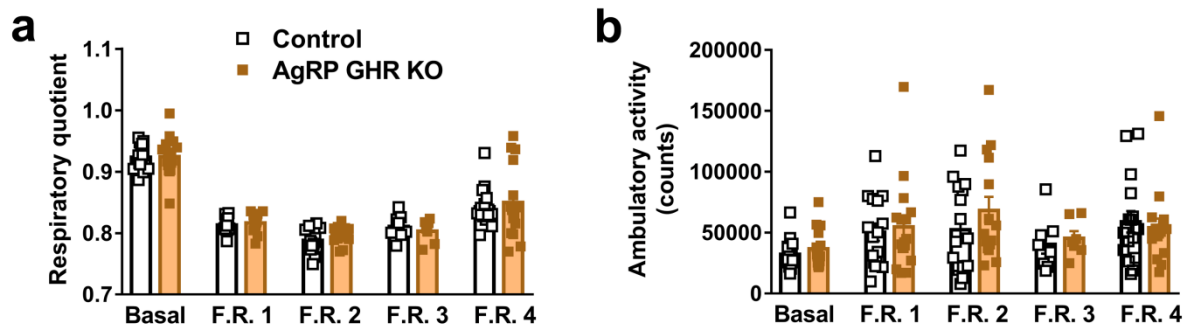 a
Control
AgRP GHR KO
Respiratory quotient
1.1
1.0
0.9
0.8
0.7
Basal F.R. 1 F.R. 2 F.R. 3 F.R. 4
b
Ambulatory activity
(counts)
200000
150000
100000
50000
0
Basal F.R. 1 F.R. 2 F.R. 3 F.R. 4